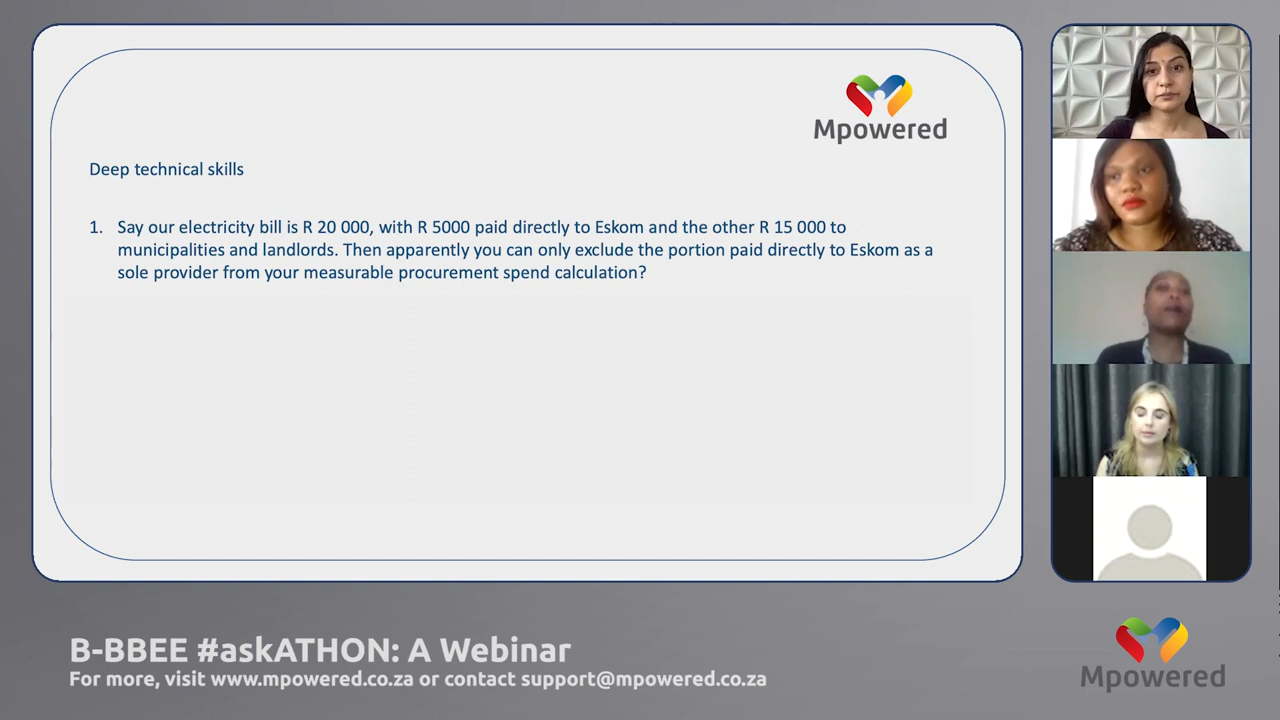 Mpowered
Deep technical skills
1. Say our electricity bill is R 20 000, with R 5000 paid directly to Eskom and the other R 15 000 to
municipalities and landlords. Then apparently you can only exclude the portion paid directly to Eskom as a
sole provider from your measurable procurement spend calculation?
B-BBEE #askATHON: A Webinar
For more, visit www.mpowered.co.za or contact support@mpowered.co.za
Mpowered